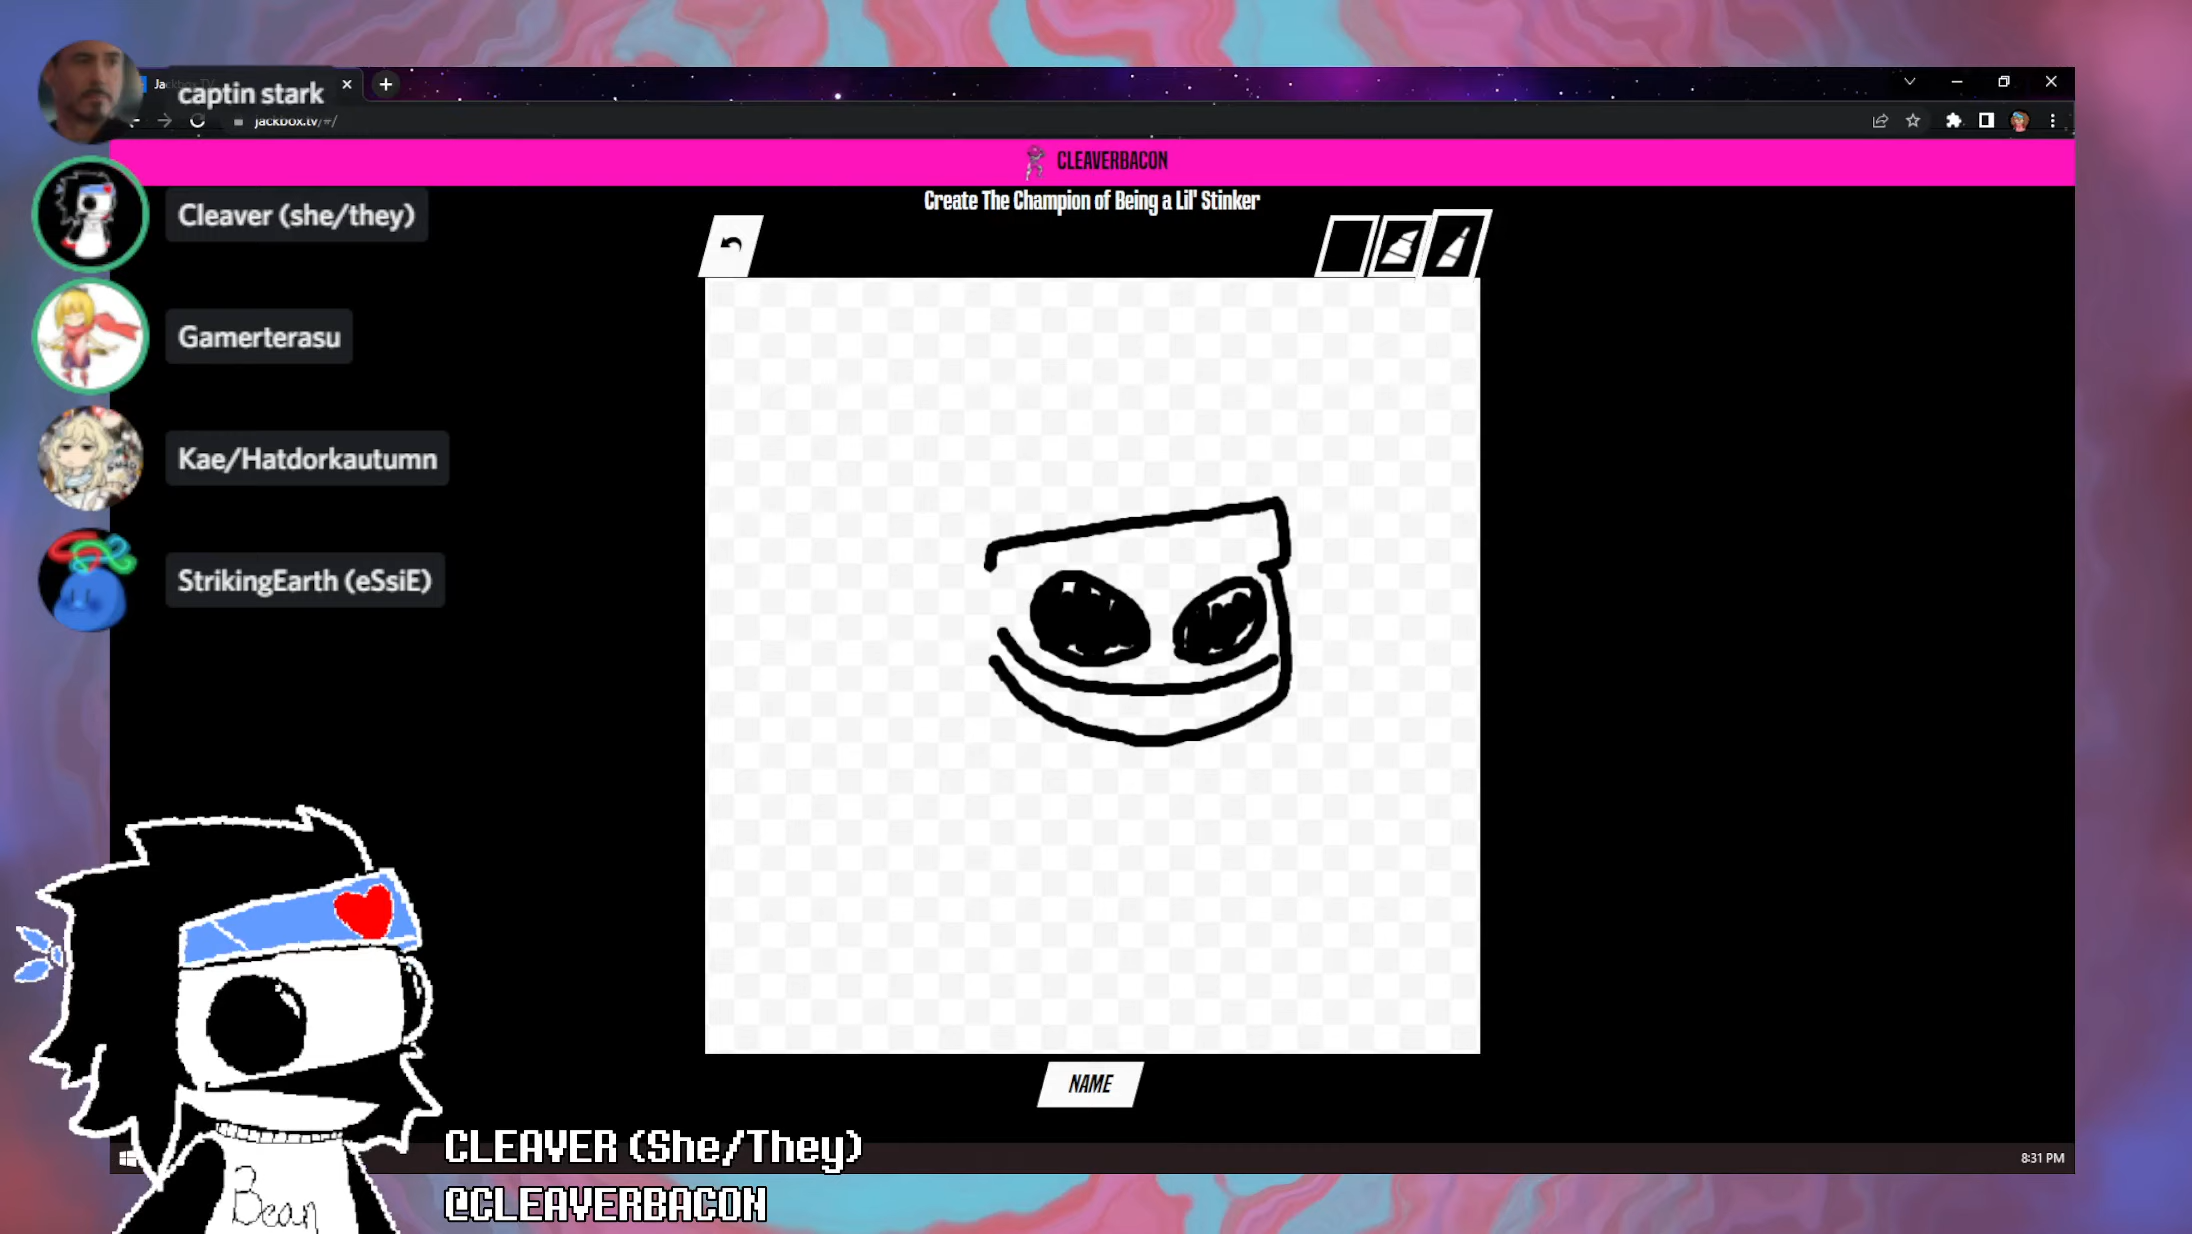 captin stark
jackbox.tv/#/
CLEAVERBACON
Create The Champion of Being a Lil' Stinker
Cleaver (she/they)
Gamerterasu
Kae/Hatdorkautumn
StrikingEarth (eSsiE)
NAME
Bean
CLEAVER (She/They)
@CLEAVERBACON
8:31 PM